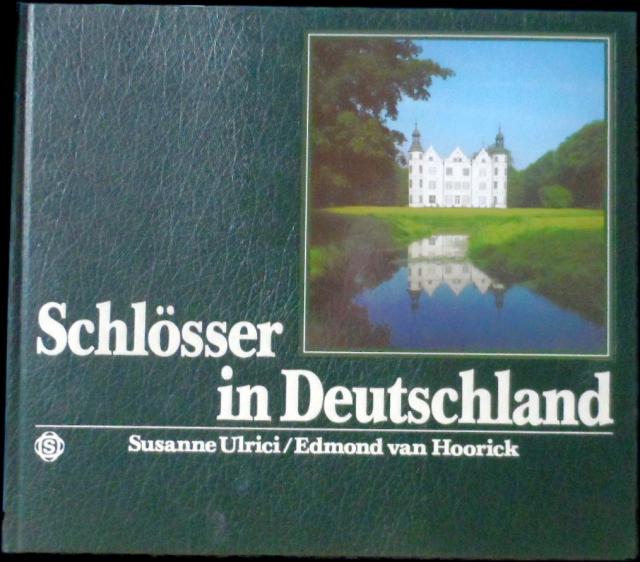 Schlösser
in Deutschland
Susanne Ulrici/Edmond van Hoorick
S